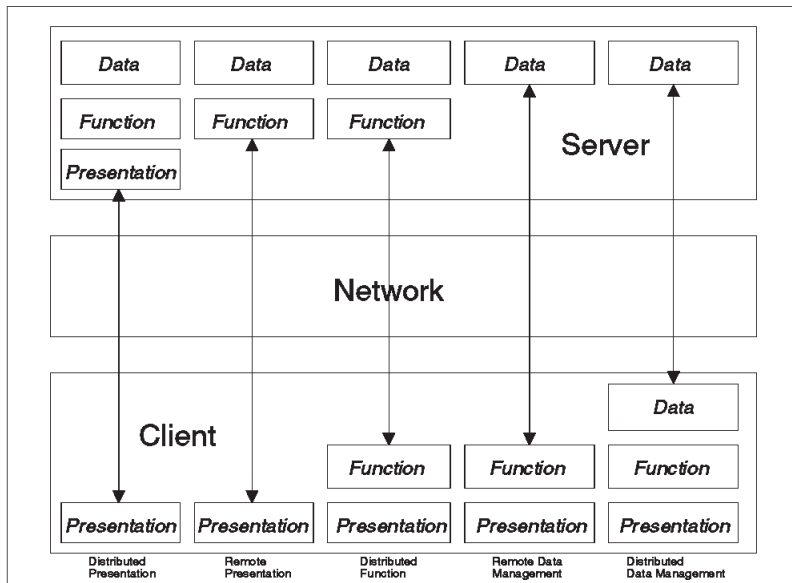 Data Data Data Data Data
Function Function Function
Server
Presentation
Network
Data
Client
Function Function Function
Presentation Presentation Presentation Presentation Presentation
Distributed Remote Distributed Remote Data Distributed
Presentation Presentation Function Management Data Management